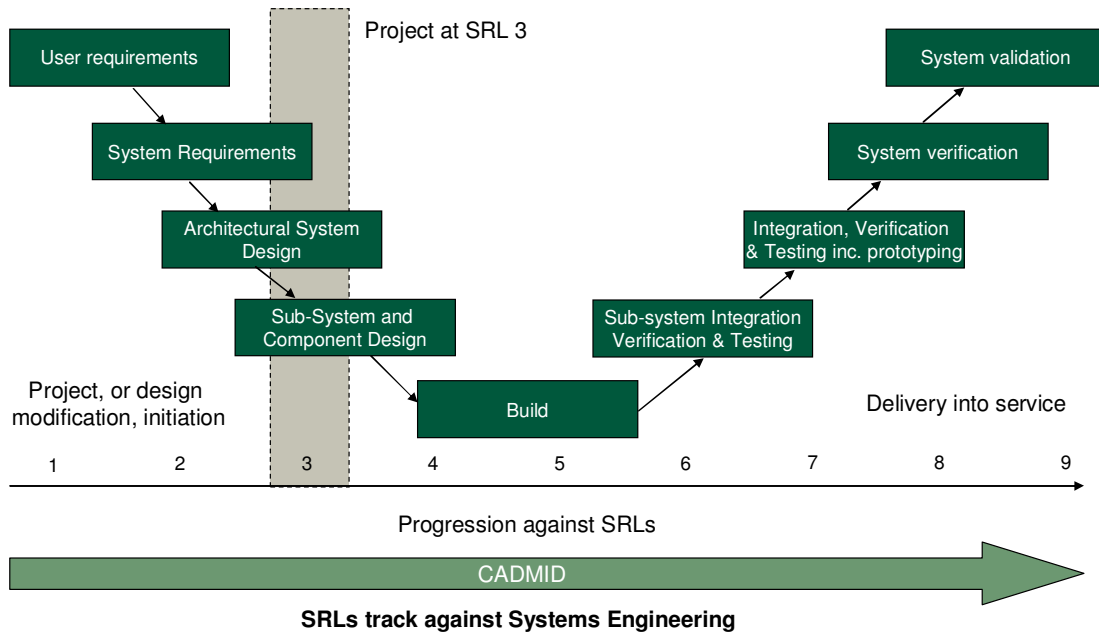 Project at SRL 3
User requirements
System validation
System Requirements
System verification
Architectural System
Design
Integration, Verification
& Testing inc. prototyping
Sub-System and
Component Design
Sub-system Integration
Verification & Testing
Project, or design
modification, initiation
Build
Delivery into service
1 2 3 4 5 6 7 8 9
Progression against SRLs
CADMID
SRLs track against Systems Engineering